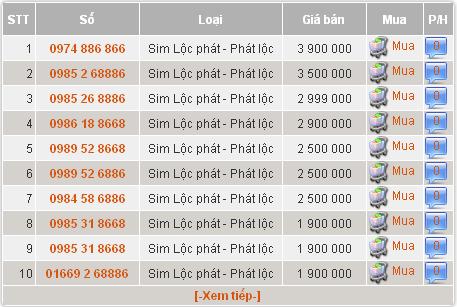 STT Số Loại Giá bán Mua P/H
1 0974 886 866 Sim Lộc phát - Phát lộc 3 900 000 Mua 0
2 0985 2 68886 Sim Lộc phát - Phát lộc 3 500 000 Mua 0
3 0985 26 8886 Sim Lộc phát - Phát lộc 2 999 000 Mua 0
4 0986 18 8668 Sim Lộc phát - Phát lộc 2 900 000 Mua 0
5 0989 52 8668 Sim Lộc phát - Phát lộc 2 500 000 Mua 0
6 0989 52 6886 Sim Lộc phát - Phát lộc 2 500 000 Mua 0
7 0984 58 6886 Sim Lộc phát - Phát lộc 2 500 000 Mua 0
8 0985 31 8668 Sim Lộc phát - Phát lộc 1 900 000 Mua 0
9 0985 31 8668 Sim Lộc phát - Phát lộc 1 900 000 Mua 0
10 01669 2 68886 Sim Lộc phát - Phát lộc 1 900 000 Mua 0
[-Xem tiếp-]